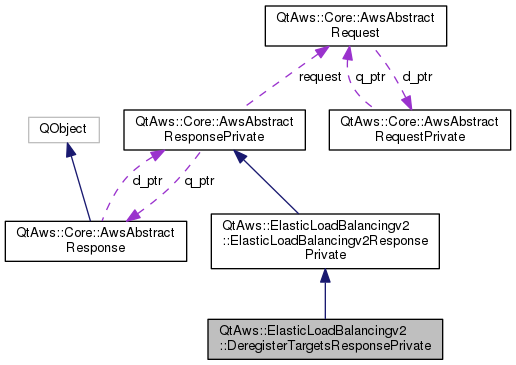 QtAws::Core::AwsAbstract
Request
request
q_ptr
d_ptr
QObject
QtAws::Core::AwsAbstract
ResponsePrivate
QtAws::Core::AwsAbstract
RequestPrivate
d_ptr
q_ptr
QtAws::Core::AwsAbstract
Response
QtAws::ElasticLoadBalancingv2
::ElasticLoadBalancingv2Response
Private
QtAws::ElasticLoadBalancingv2
::DeregisterTargetsResponsePrivate